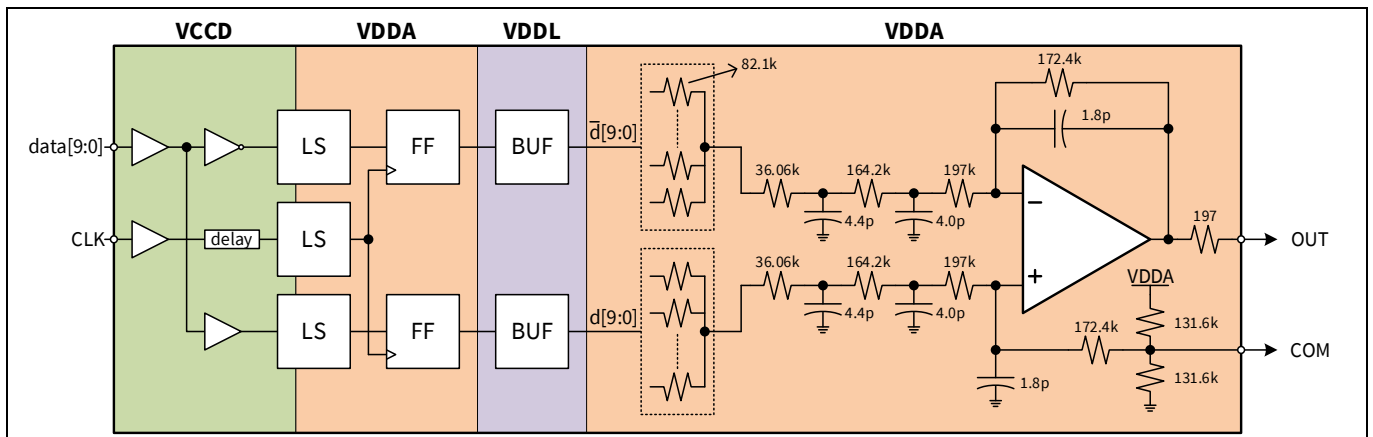 VCCD
VDDA
VDDL
VDDA
82.1k
172.4k
1.8p
data[9:0]
LS
FF
BUF
d̅[9:0]
36.06k
164.2k
197k
4.4p
4.0p
−
197
CLK
delay
LS
OUT
36.06k
164.2k
197k
+
VDDA
d[9:0]
LS
FF
BUF
4.4p
4.0p
131.6k
172.4k
COM
1.8p
131.6k